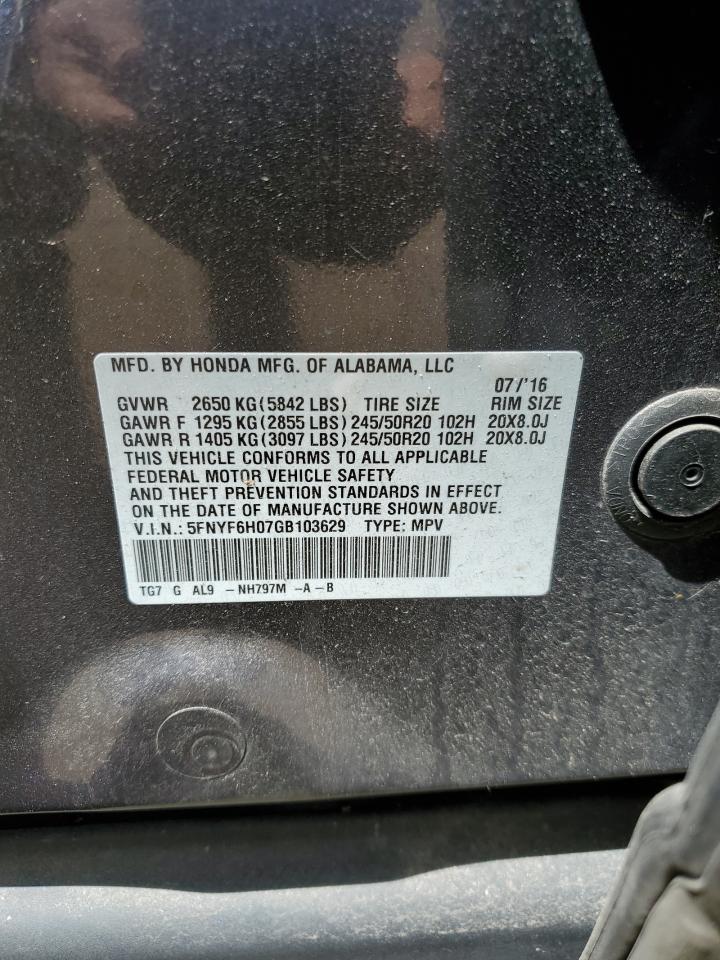 MFD. BY HONDA MFG. OF ALABAMA, LLC
07/'16
GVWR 2650 KG(5842 LBS) TIRE SIZE RIM SIZE
GAWR F 1295 KG(2855 LBS)245/50R20 102H 20X8.0J
GAWR R 1405 KG(3097 LBS)245/50R20 102H 20X8.0J
THIS VEHICLE CONFORMS TO ALL APPLICABLE
FEDERAL MOTOR VEHICLE SAFETY
AND THEFT PREVENTION STANDARDS IN EFFECT
ON THE DATE OF MANUFACTURE SHOWN ABOVE.
V.I.N.: 5FNYF6H07GB103629 TYPE: MPV
TG7 G AL9 -NH797M -A-B